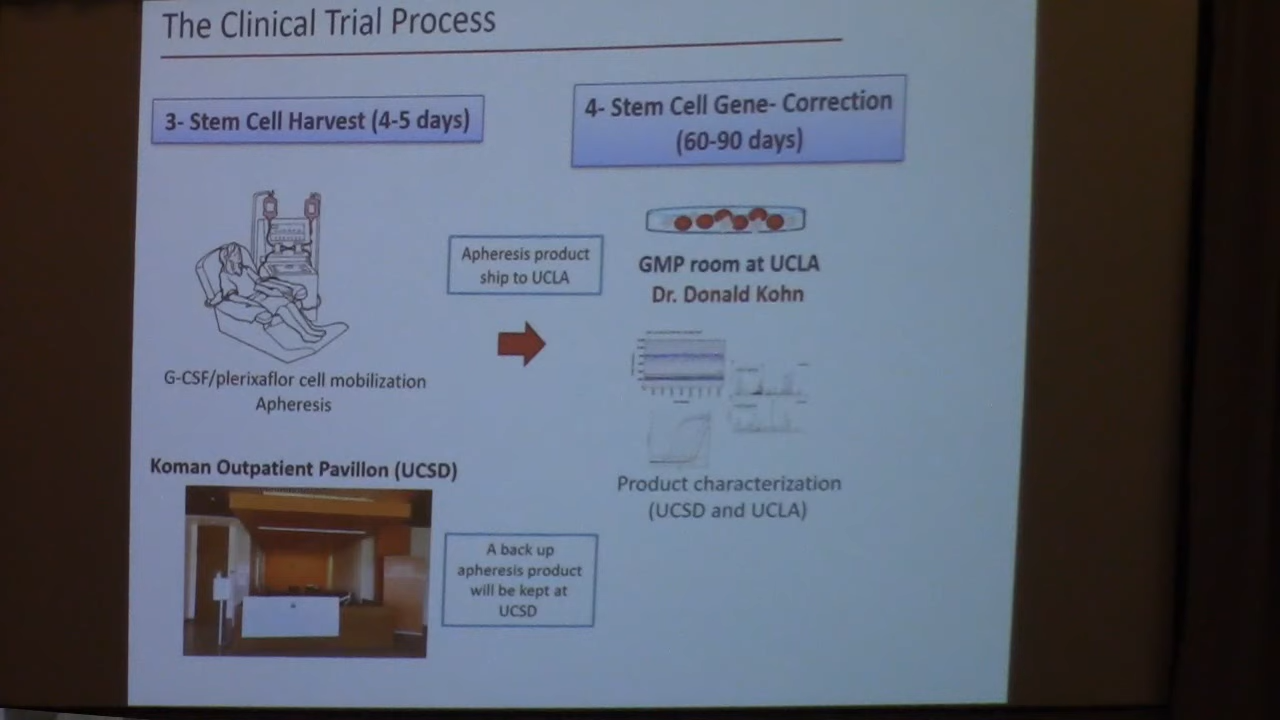 The Clinical Trial Process
3- Stem Cell Harvest (4-5 days)
4- Stem Cell Gene- Correction
(60-90 days)
Apheresis product
ship to UCLA
GMP room at UCLA
Dr. Donald Kohn
G-CSF/plerixaflor cell mobilization
Apheresis
Koman Outpatient Pavillon (UCSD)
Product characterization
(UCSD and UCLA)
A back up
apheresis product
will be kept at
UCSD